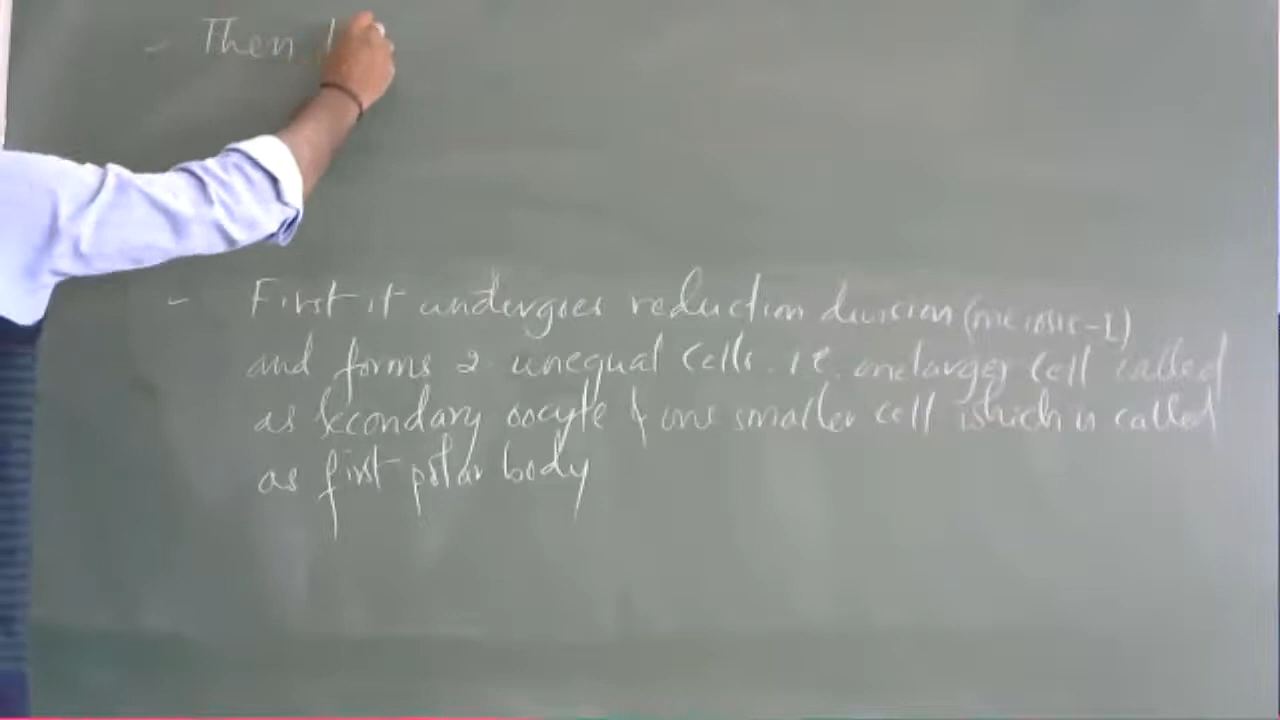 - Then
- First it undergoes reduction division (meiosis-I)
and forms 2 unequal cells. i.e. one larger cell called
as secondary oocyte & one smaller cell which is called
as first polar body